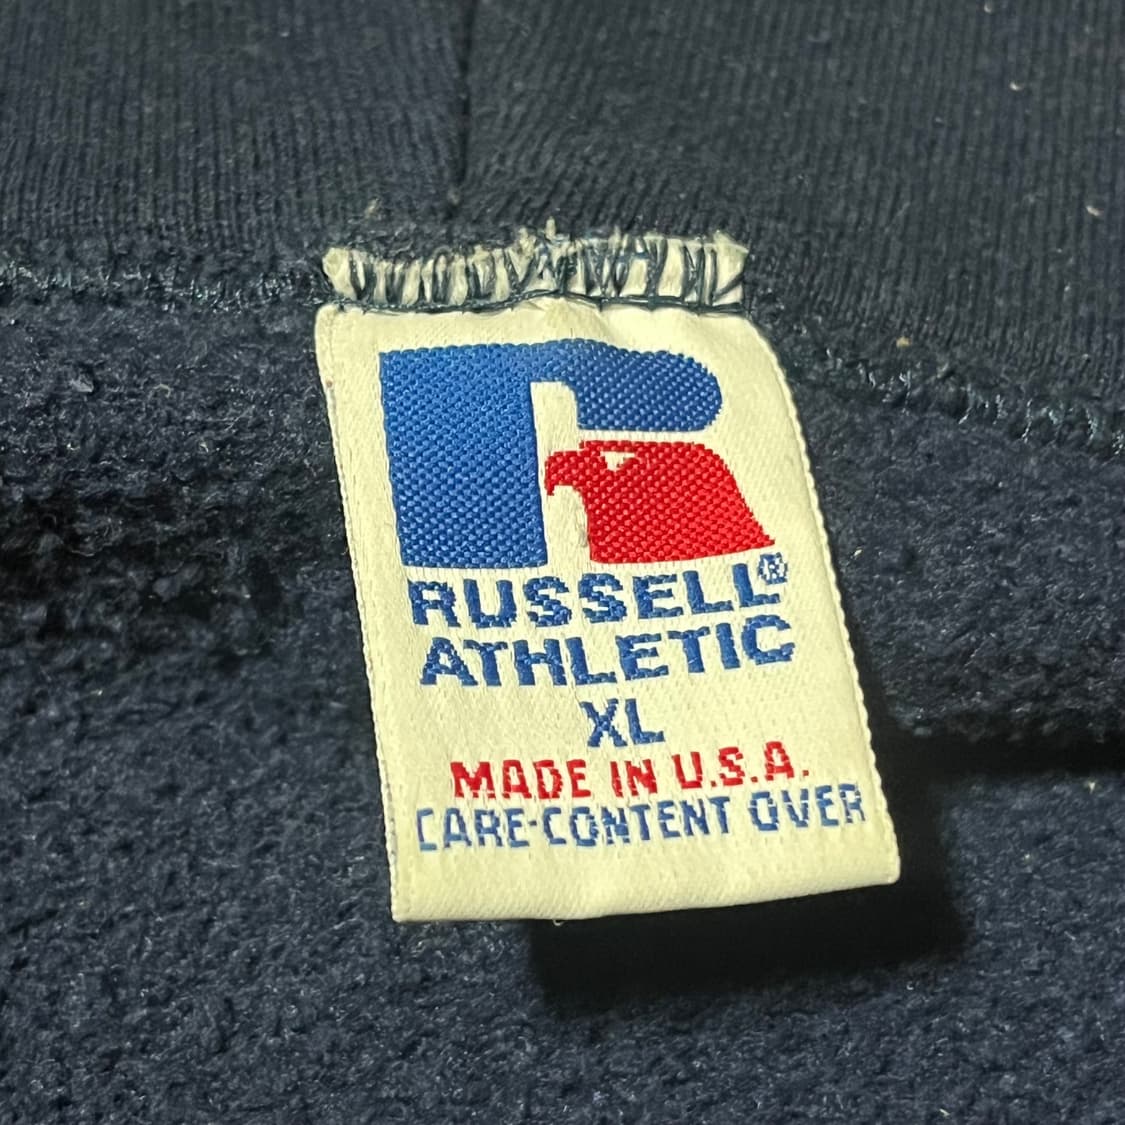 RUSSELL®
ATHLETIC
XL
MADE IN U.S.A.
CARE-CONTENT OVER